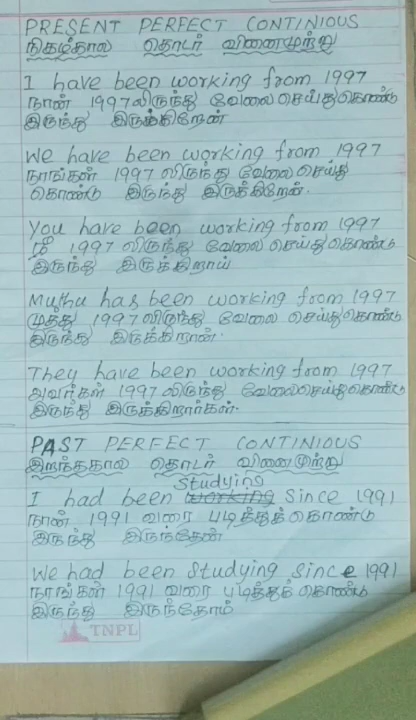 PRESENT PERFECT CONTINIOUS
நிகழ்கால தொடர் வினைமுற்று
I have been working from 1997
நான் 1997லிருந்து வேலை செய்துகொண்டு
இருந்து இருக்கிறேன்
We have been working from 1997
நாங்கள் 1997 லிருந்து வேலை செய்து
கொண்டு இருந்து இருக்கிறேன்.
You have been working from 1997
நீ 1997 லிருந்து வேலை செய்துகொண்டு
இருந்து இருக்கிறாய்
Muthu has been working from 1997
முத்து 1997 லிருந்து வேலை செய்துகொண்டு
இருந்து இருக்கிறான்.
They have been working from 1997
அவர்கள் 1997 லிருந்து வேலைசெய்துகொண்டு
இருந்து இருக்கிறார்கள்.
PAST PERFECT CONTINIOUS
இறந்தகால தொடர் வினைமுற்று
studying
I had been working since 1991
நான் 1991 வரை படித்துக்கொண்டு
இருந்து இருந்தேன்
We had been studying since 1991
நாங்கள் 1991 வரை படித்துக்கொண்டு
இருந்து இருந்தோம்
TNPL